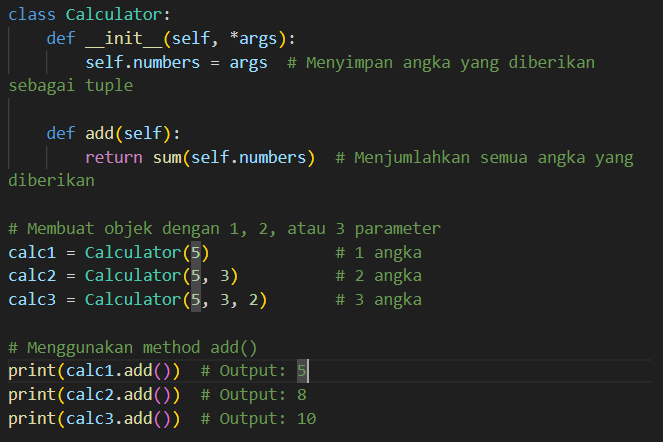 class Calculator:
    def __init__(self, *args):
        self.numbers = args  # Menyimpan angka yang diberikan
sebagai tuple
    def add(self):
        return sum(self.numbers)  # Menjumlahkan semua angka yang
diberikan
# Membuat objek dengan 1, 2, atau 3 parameter
calc1 = Calculator(5)             # 1 angka
calc2 = Calculator(5, 3)          # 2 angka
calc3 = Calculator(5, 3, 2)       # 3 angka
# Menggunakan method add()
print(calc1.add())  # Output: 5
print(calc2.add())  # Output: 8
print(calc3.add())  # Output: 10